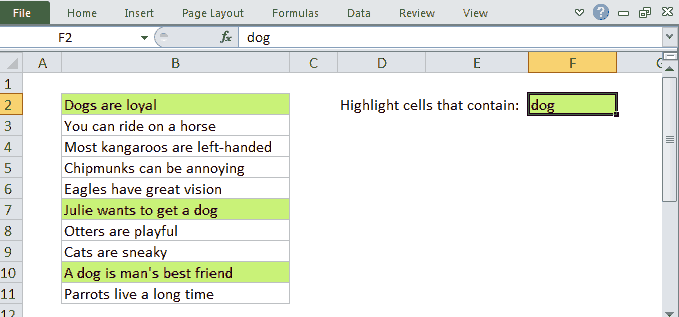 File Home Insert Page Layout Formulas Data Review View
F2 fx dog
A B C D E F G
1
2 Dogs are loyal Highlight cells that contain: dog
3 You can ride on a horse
4 Most kangaroos are left-handed
5 Chipmunks can be annoying
6 Eagles have great vision
7 Julie wants to get a dog
8 Otters are playful
9 Cats are sneaky
10 A dog is man's best friend
11 Parrots live a long time
12